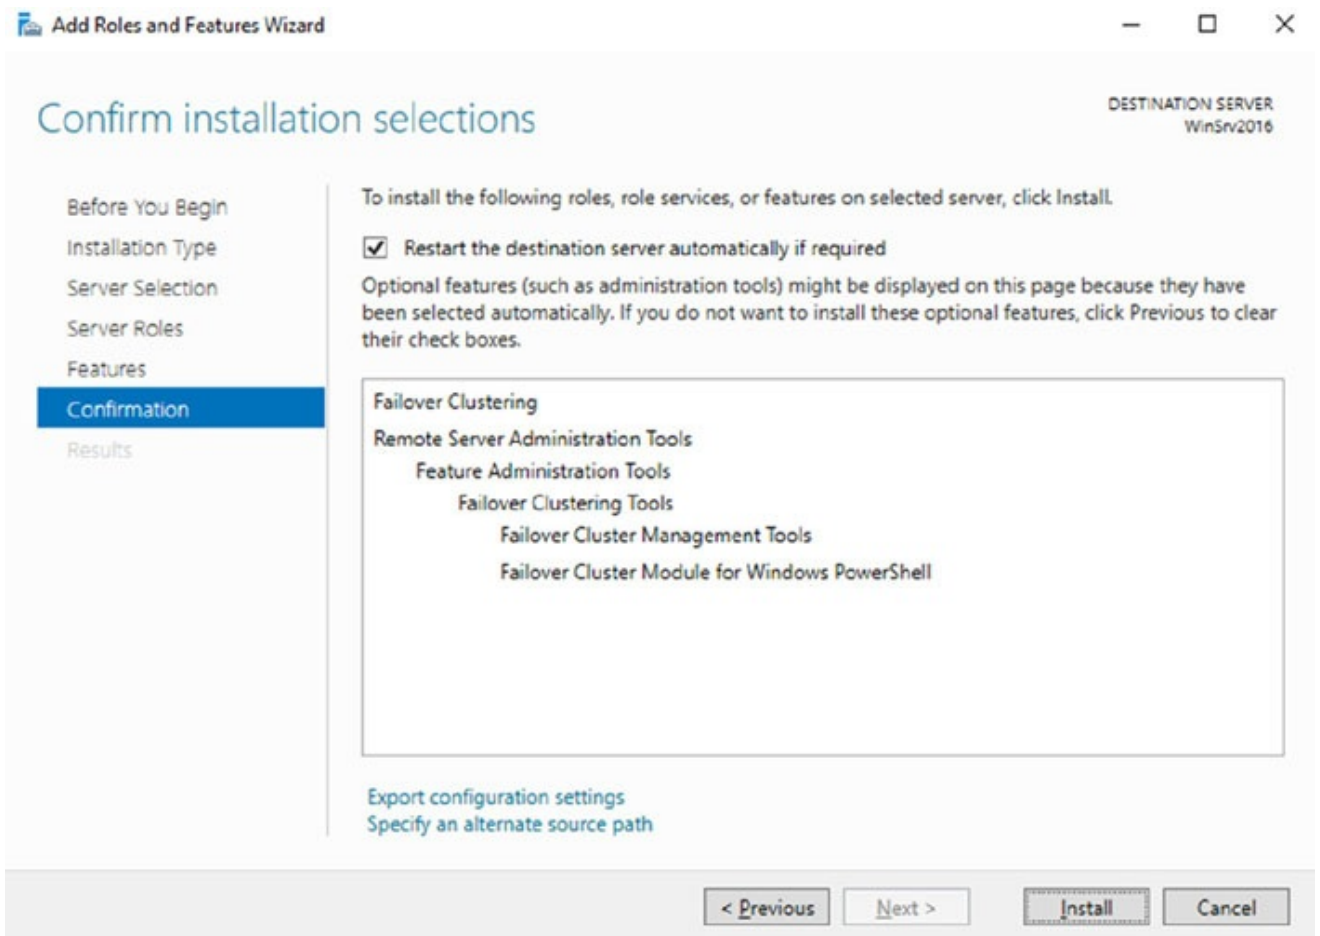 Add Roles and Features Wizard
Confirm installation selections
DESTINATION SERVER
WinSrv2016
Before You Begin
Installation Type
Server Selection
Server Roles
Features
Confirmation
Results
To install the following roles, role services, or features on selected server, click Install.
Restart the destination server automatically if required
Optional features (such as administration tools) might be displayed on this page because they have
been selected automatically. If you do not want to install these optional features, click Previous to clear
their check boxes.
Failover Clustering
Remote Server Administration Tools
Feature Administration Tools
Failover Clustering Tools
Failover Cluster Management Tools
Failover Cluster Module for Windows PowerShell
Export configuration settings
Specify an alternate source path
< Previous
Next >
Install
Cancel